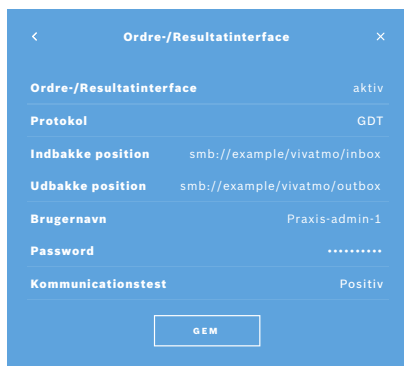 Ordre-/Resultatinterface
Ordre-/Resultatinterface aktiv
Protokol GDT
Indbakke position smb://example/vivatmo/inbox
Udbakke position smb://example/vivatmo/outbox
Brugernavn Praxis-admin-1
Password ••••••••••
Kommunicationstest Positiv
GEM